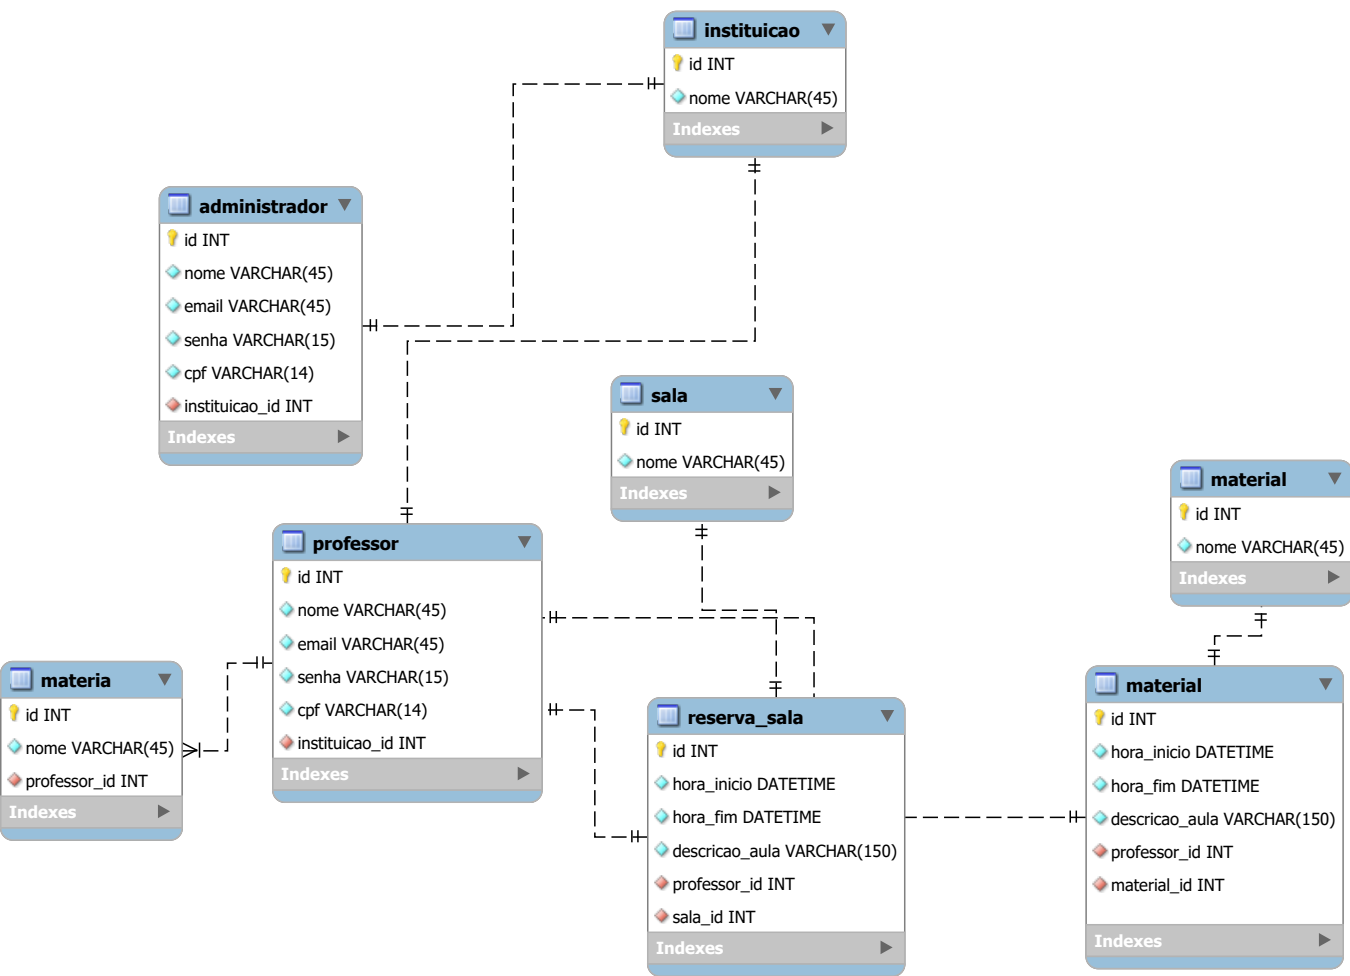 instituicao
id INT
nome VARCHAR(45)
Indexes
administrador
id INT
nome VARCHAR(45)
email VARCHAR(45)
senha VARCHAR(15)
cpf VARCHAR(14)
instituicao_id INT
Indexes
sala
id INT
nome VARCHAR(45)
Indexes
material
id INT
nome VARCHAR(45)
Indexes
professor
id INT
nome VARCHAR(45)
email VARCHAR(45)
senha VARCHAR(15)
cpf VARCHAR(14)
instituicao_id INT
Indexes
materia
id INT
nome VARCHAR(45)
professor_id INT
Indexes
reserva_sala
id INT
hora_inicio DATETIME
hora_fim DATETIME
descricao_aula VARCHAR(150)
professor_id INT
sala_id INT
Indexes
material
id INT
hora_inicio DATETIME
hora_fim DATETIME
descricao_aula VARCHAR(150)
professor_id INT
material_id INT
Indexes